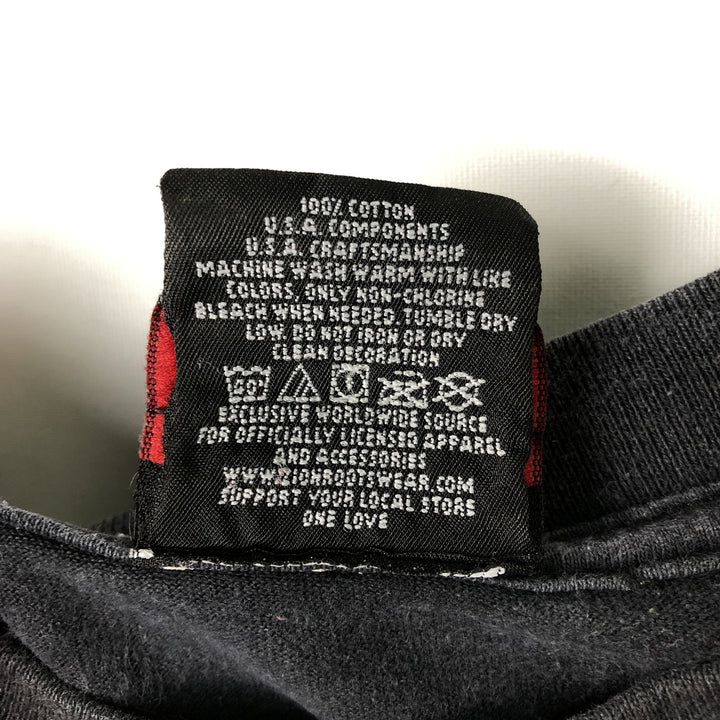 100% COTTON
U.S.A. COMPONENTS
U.S.A. CRAFTSMANSHIP
MACHINE WASH WARM WITH LIKE
COLORS, ONLY NON-CHLORINE
BLEACH WHEN NEEDED, TUMBLE DRY
LOW, DO NOT IRON OR DRY
CLEAN DECORATION
EXCLUSIVE WORLDWIDE SOURCE
FOR OFFICIALLY LICENSED APPAREL
AND ACCESSORIES
WWW.ZIONROOTSWEAR.COM
SUPPORT YOUR LOCAL STORE
ONE LOVE